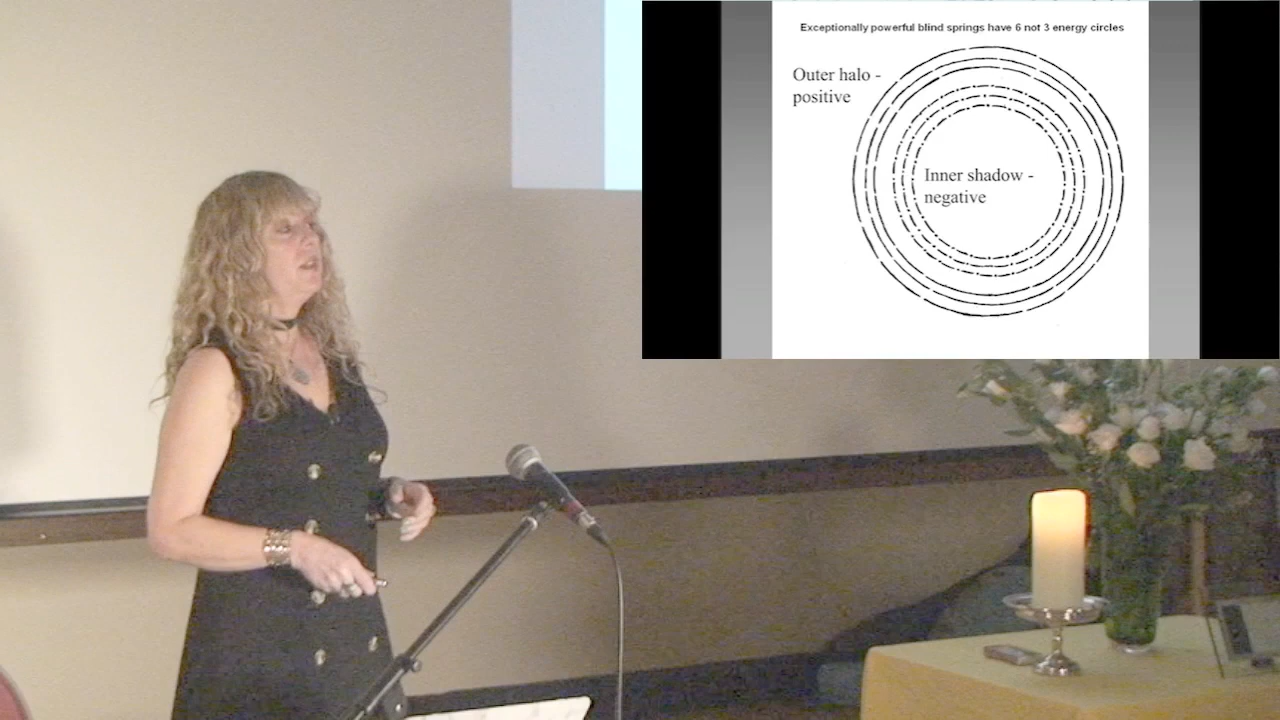 Exceptionally powerful blind springs have 6 not 3 energy circles
Outer halo -
positive
Inner shadow -
negative